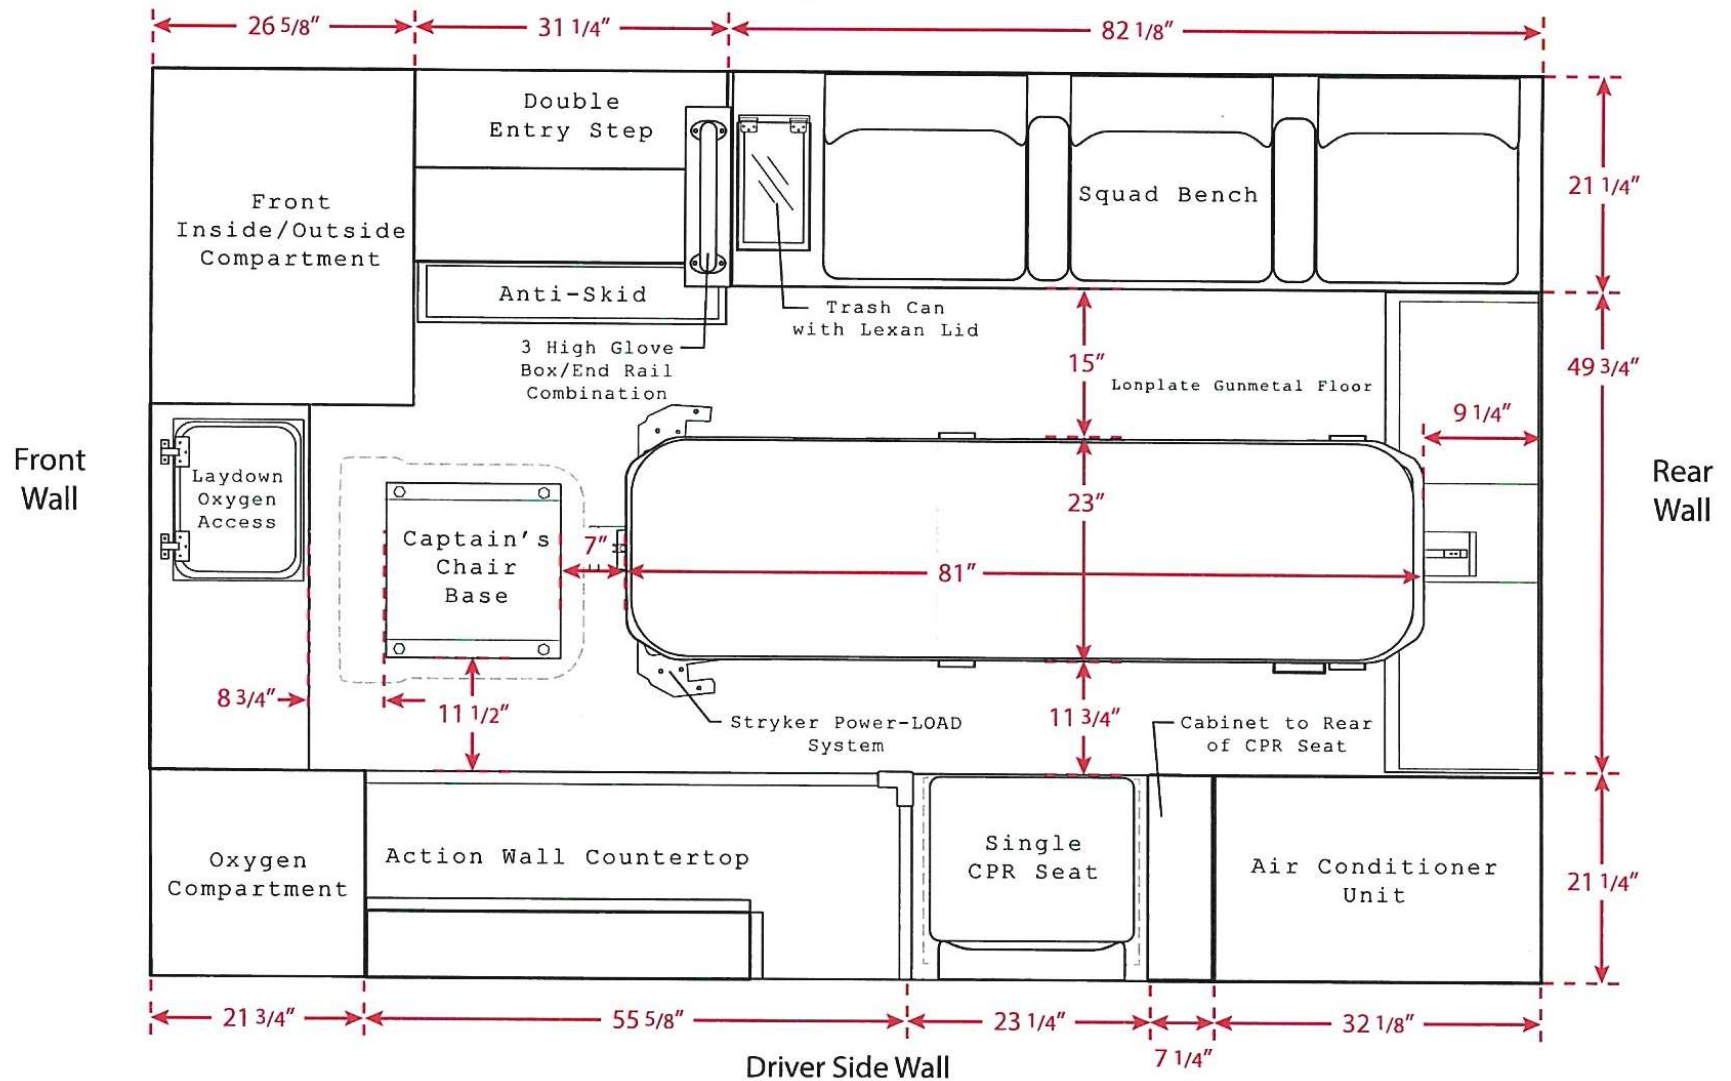 26 5/8"
31 1/4"
82 1/8"
Double
Entry Step
Front
Inside/Outside
Compartment
Squad Bench
21 1/4"
Anti-Skid
Trash Can
with Lexan Lid
3 High Glove
Box/End Rail
Combination
15"
Lonplate Gunmetal Floor
49 3/4"
9 1/4"
Front
Wall
Rear
Wall
Laydown
Oxygen
Access
Captain's
Chair
Base
7"
23"
81"
8 3/4"
11 1/2"
Stryker Power-LOAD
System
11 3/4"
Cabinet to Rear
of CPR Seat
Oxygen
Compartment
Action Wall Countertop
Single
CPR Seat
Air Conditioner
Unit
21 1/4"
21 3/4"
55 5/8"
23 1/4"
7 1/4"
32 1/8"
Driver Side Wall